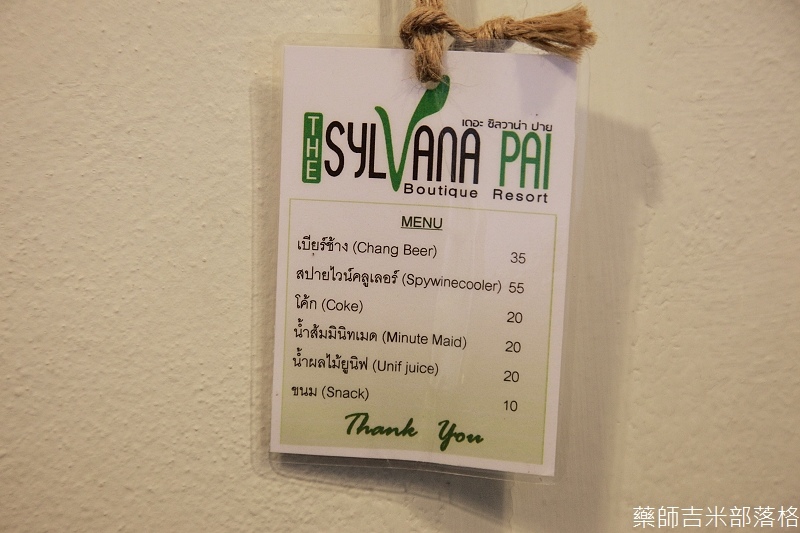 เดอะ ซิลวาน่า ปาย
THE SYLVANA PAI
Boutique Resort
MENU
เบียร์ช้าง (Chang Beer) 35
สปายไวน์คลูเลอร์ (Spywinecooler) 55
โค้ก (Coke) 20
น้ำส้มมินิทเมด (Minute Maid) 20
น้ำผลไม้ยูนิฟ (Unif juice) 20
ขนม (Snack) 10
Thank You
藥師吉米部落格